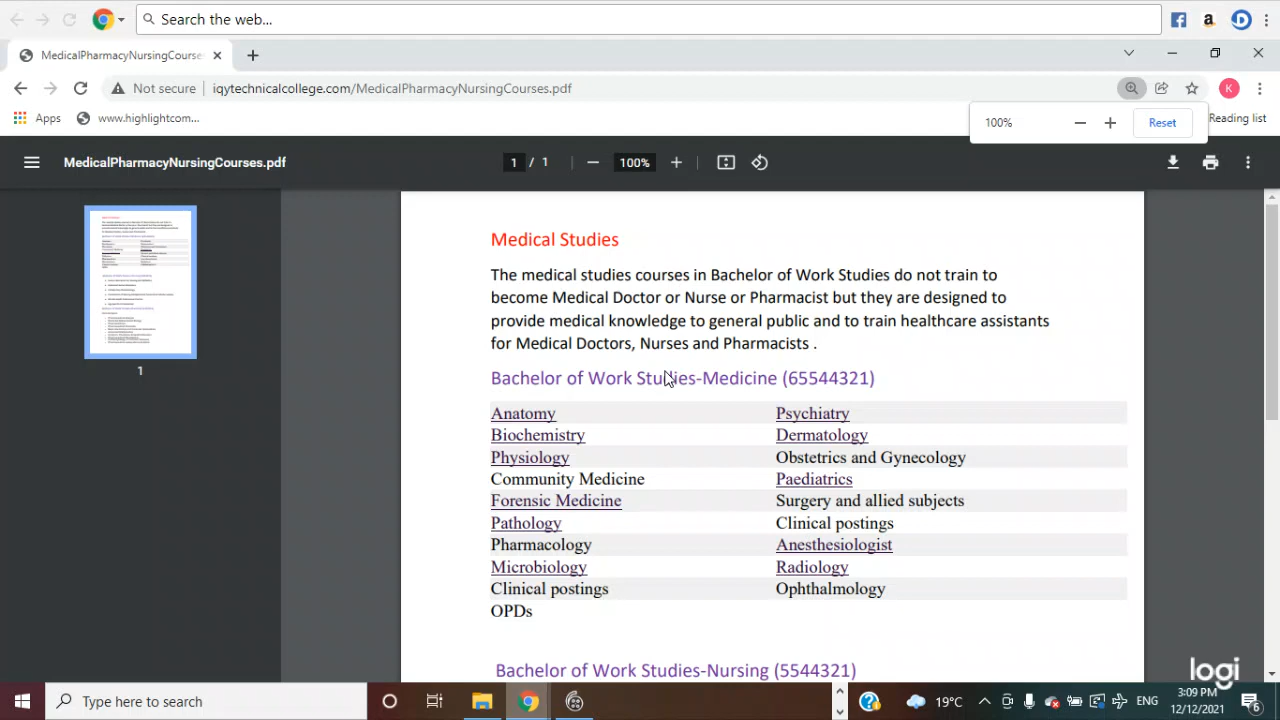 Search the web...
MedicalPharmacyNursingCourse
Not secure
iqytechnicalcollege.com/MedicalPharmacyNursingCourses.pdf
K
Apps
www.highlightcom...
100%
Reset
Reading list
MedicalPharmacyNursingCourses.pdf
1 / 1
100%
Medical Studies
The medical studies courses in Bachelor of Work Studies do not train to
become Medical Doctor or Nurse or Pharmacist but they are designed to
provide medical knowledge to general public or to train healthcare assistants
for Medical Doctors, Nurses and Pharmacists .
Bachelor of Work Studies-Medicine (65544321)
Anatomy Psychiatry
Biochemistry Dermatology
Physiology Obstetrics and Gynecology
Community Medicine Paediatrics
Forensic Medicine Surgery and allied subjects
Pathology Clinical postings
Pharmacology Anesthesiologist
Microbiology Radiology
Clinical postings Ophthalmology
OPDs
Bachelor of Work Studies-Nursing (5544321)
1
logi
Type here to search
19°C
ENG
3:09 PM
12/12/2021
6